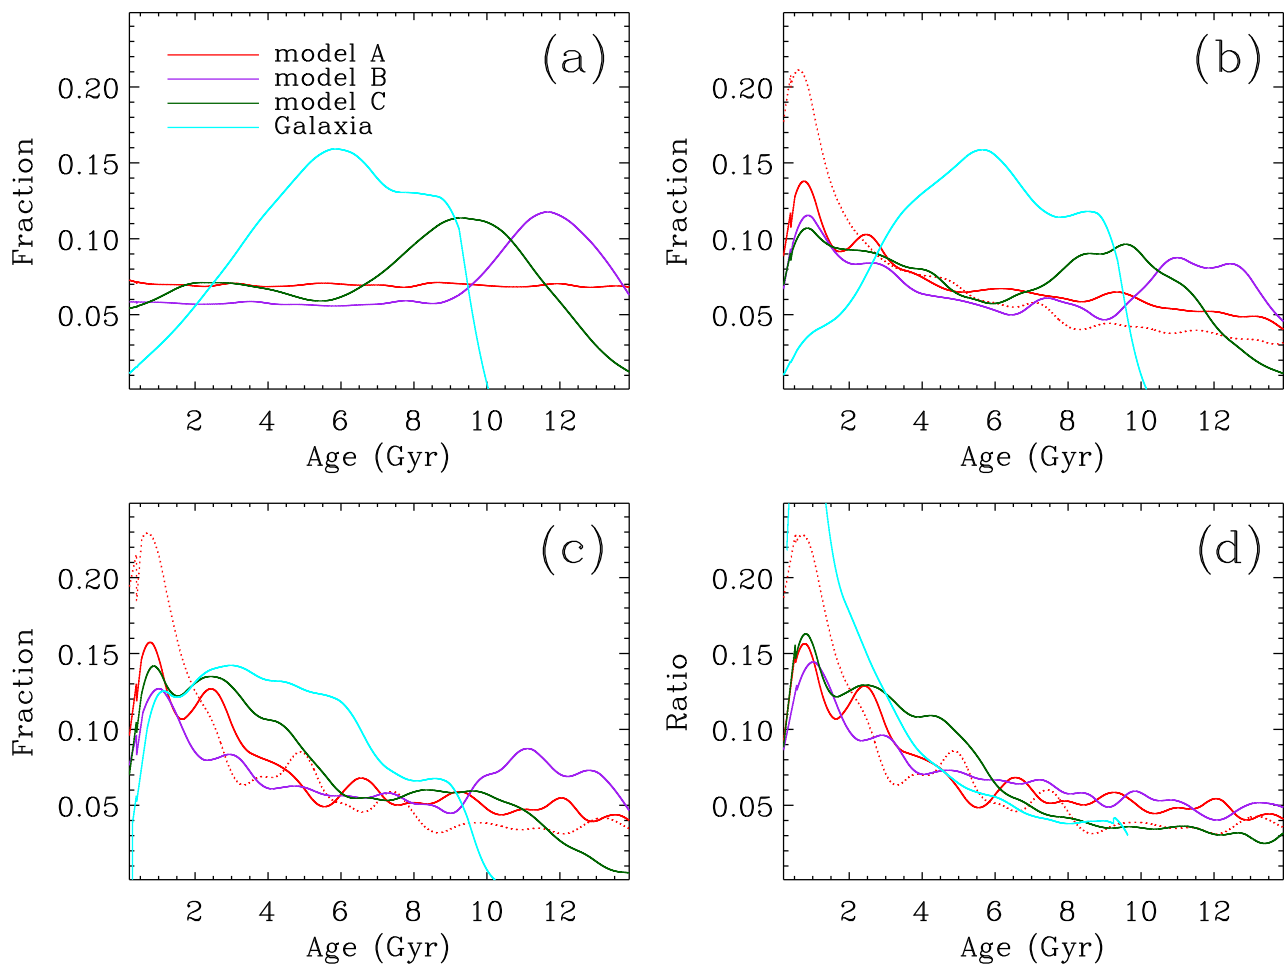 (a)
model A
model B
model C
Galaxia
0.20
0.15
0.10
0.05
Fraction
2 4 6 8 10 12
Age (Gyr)
(b)
0.20
0.15
0.10
0.05
Fraction
2 4 6 8 10 12
Age (Gyr)
(c)
0.20
0.15
0.10
0.05
Fraction
2 4 6 8 10 12
Age (Gyr)
(d)
0.20
0.15
0.10
0.05
Ratio
2 4 6 8 10 12
Age (Gyr)